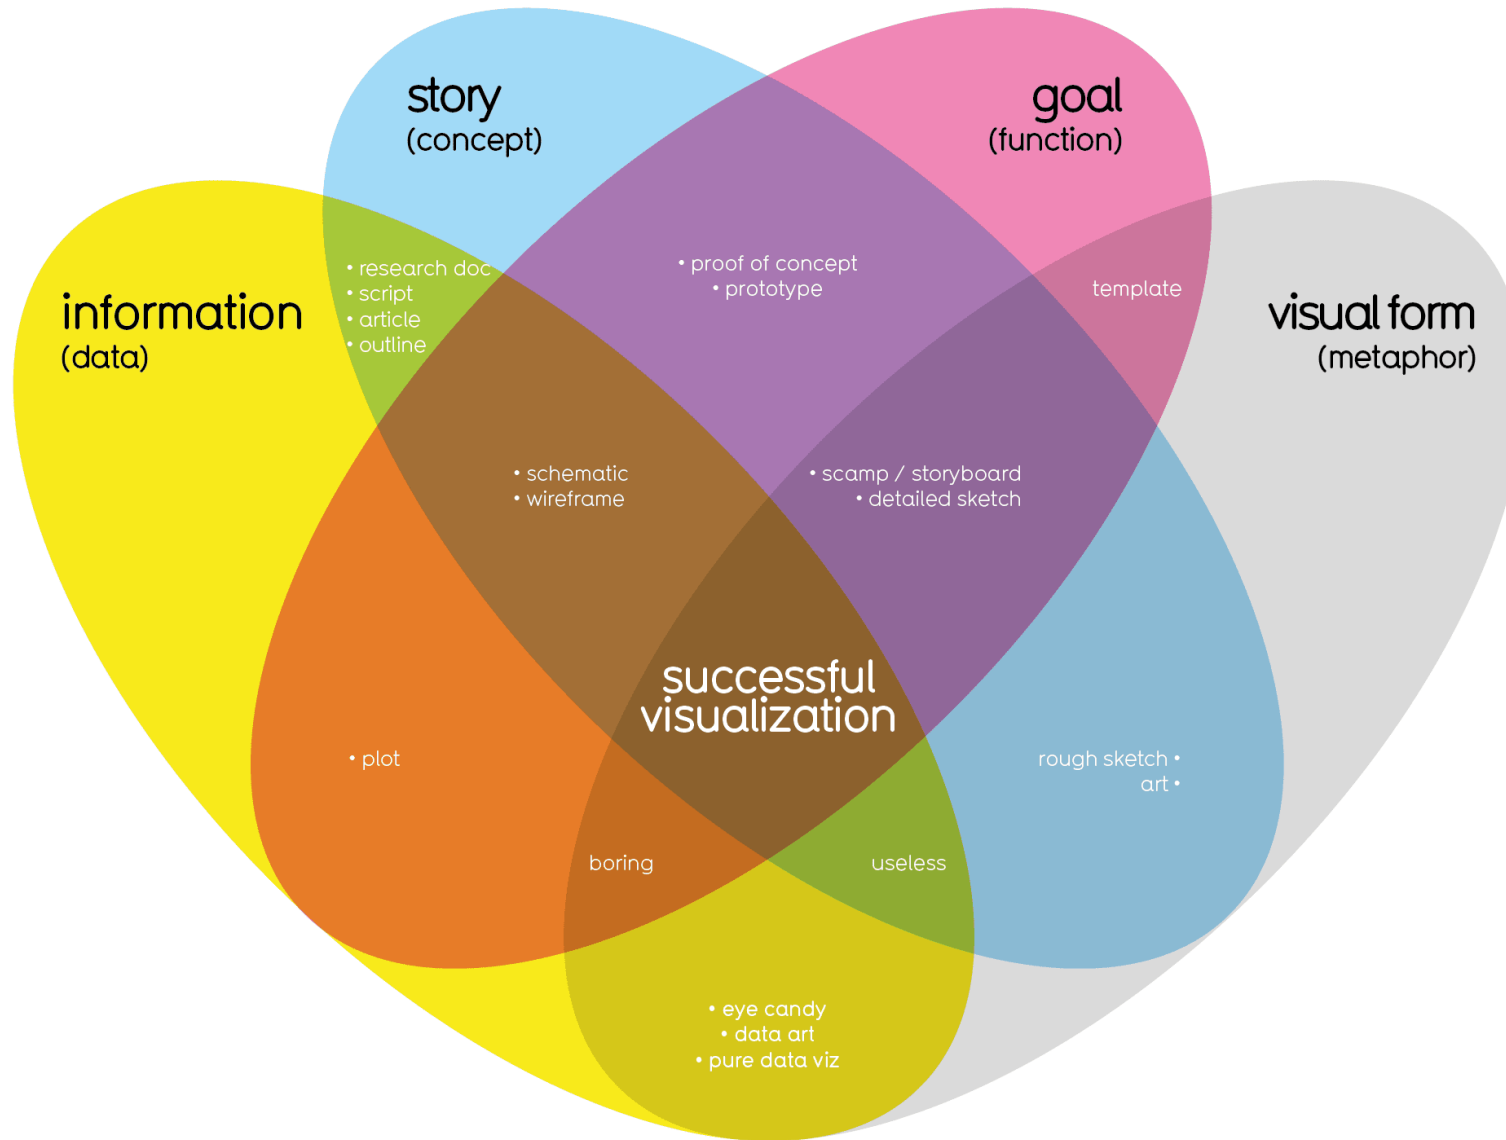 story
(concept)
goal
(function)
information
(data)
visual form
(metaphor)
• research doc
• script
• article
• outline
• proof of concept
• prototype
template
• schematic
• wireframe
• scamp / storyboard
• detailed sketch
successful
visualization
• plot
rough sketch •
art •
boring
useless
• eye candy
• data art
• pure data viz